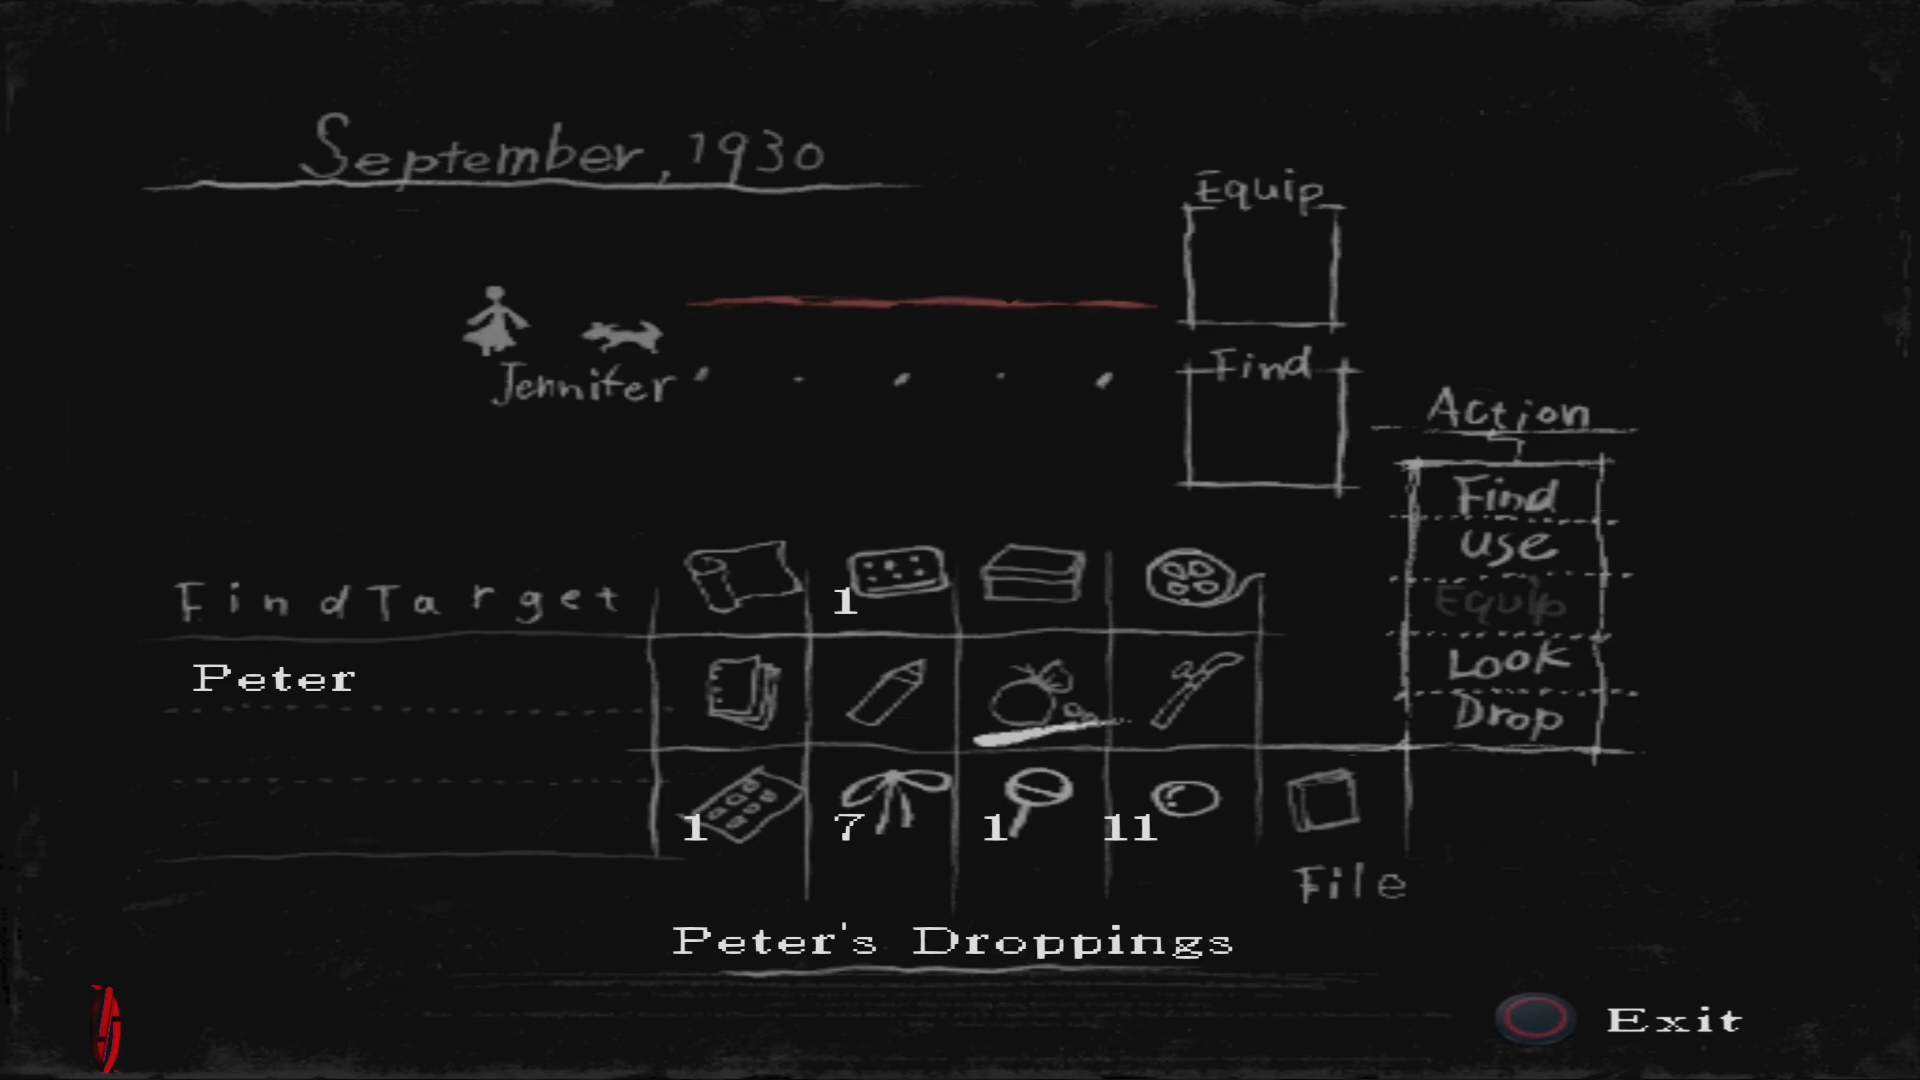 September, 1930
Equip
Jennifer
Find
Action
Find
use
Equip
Look
Drop
FindTarget
1
Peter
1
7
1
11
File
Peter's Droppings
Exit